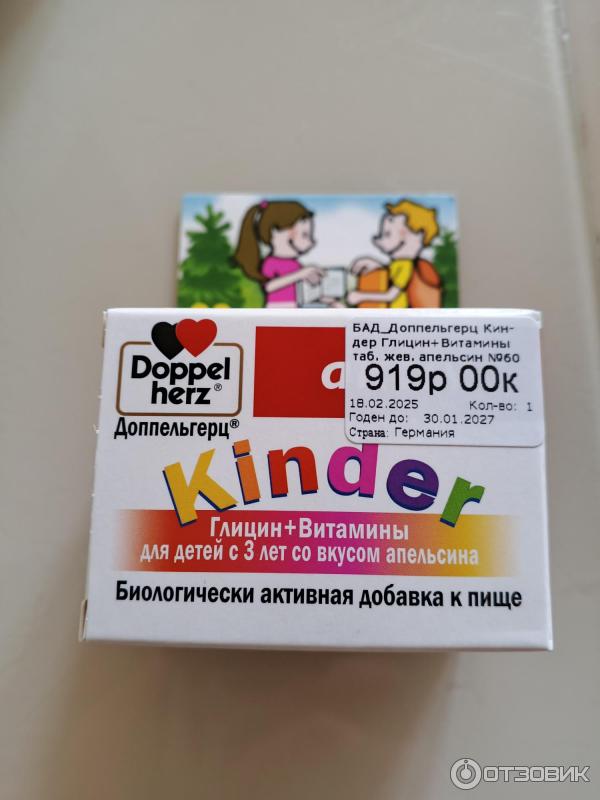 Doppel
herz®
Доппельгерц®
a
БАД_Доппельгерц Кин-
дер Глицин+Витамины
таб. жев. апельсин №60
919р 00к
18.02.2025 Кол-во: 1
Годен до: 30.01.2027
Страна: Германия
Kinder
Глицин+Витамины
для детей с 3 лет со вкусом апельсина
Биологически активная добавка к пище
ОТЗОВИК